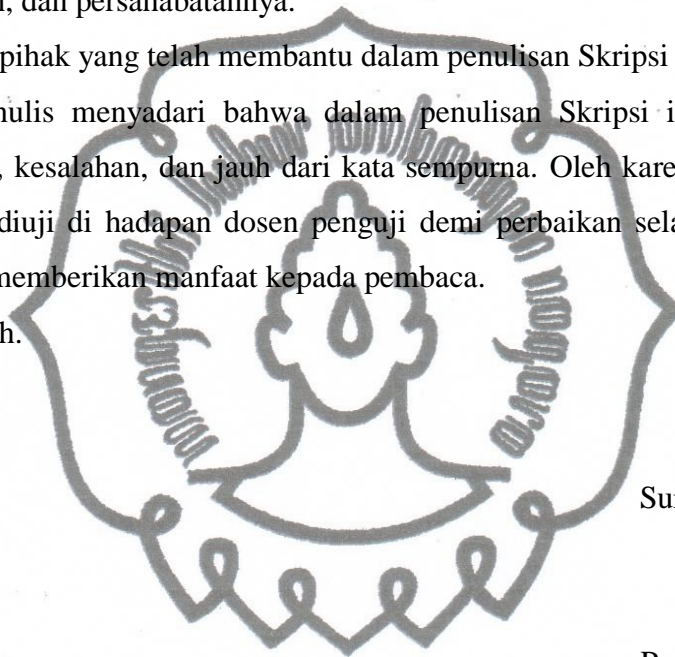 , dan persahabatannya.
pihak yang telah membantu dalam penulisan Skripsi
nulis menyadari bahwa dalam penulisan Skripsi i
, kesalahan, dan jauh dari kata sempurna. Oleh kare
diuji di hadapan dosen penguji demi perbaikan sela
memberikan manfaat kepada pembaca.
h.
Su